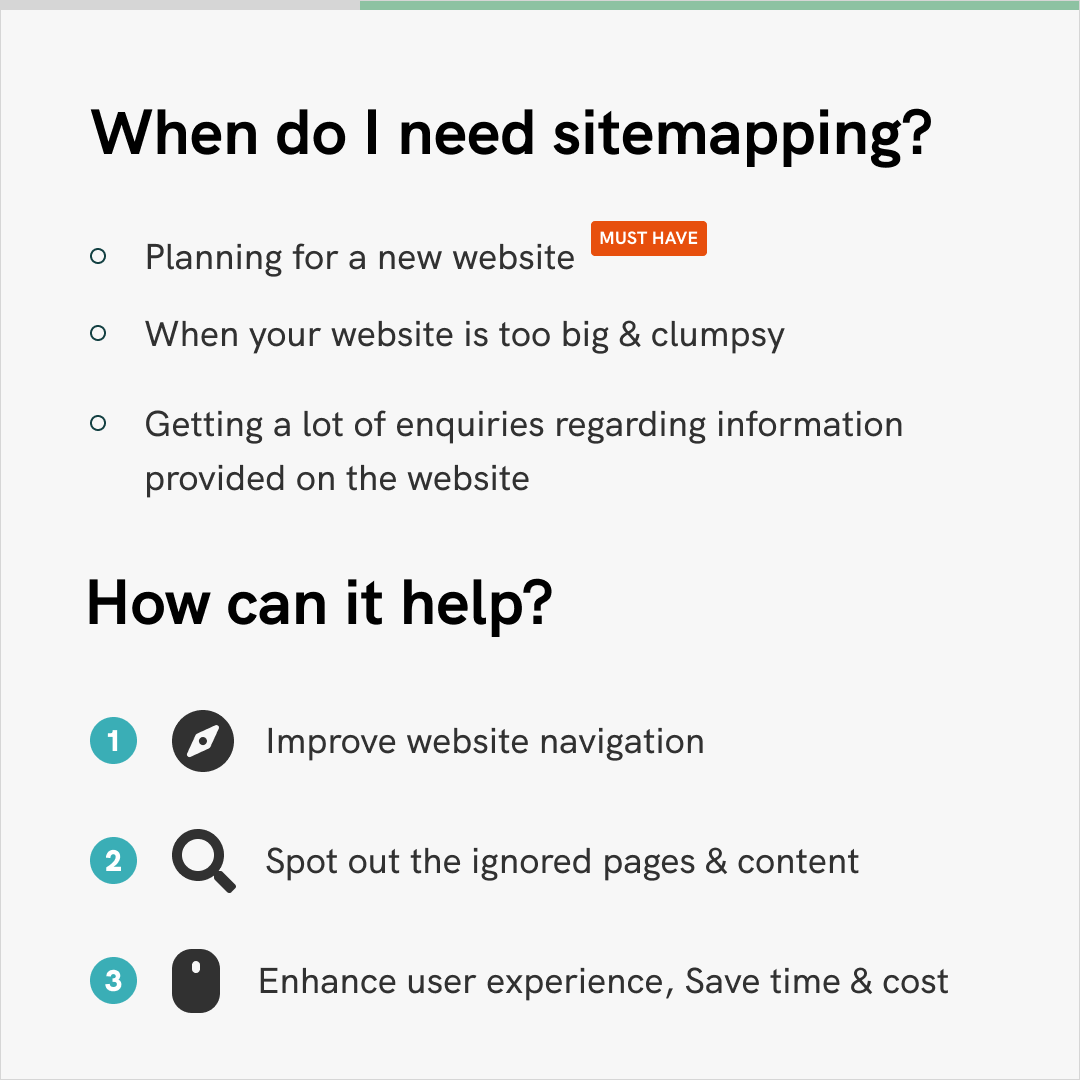 When do I need sitemapping?
Planning for a new website MUST HAVE
When your website is too big & clumpsy
Getting a lot of enquiries regarding information
provided on the website
How can it help?
1 Improve website navigation
2 Spot out the ignored pages & content
3 Enhance user experience, Save time & cost